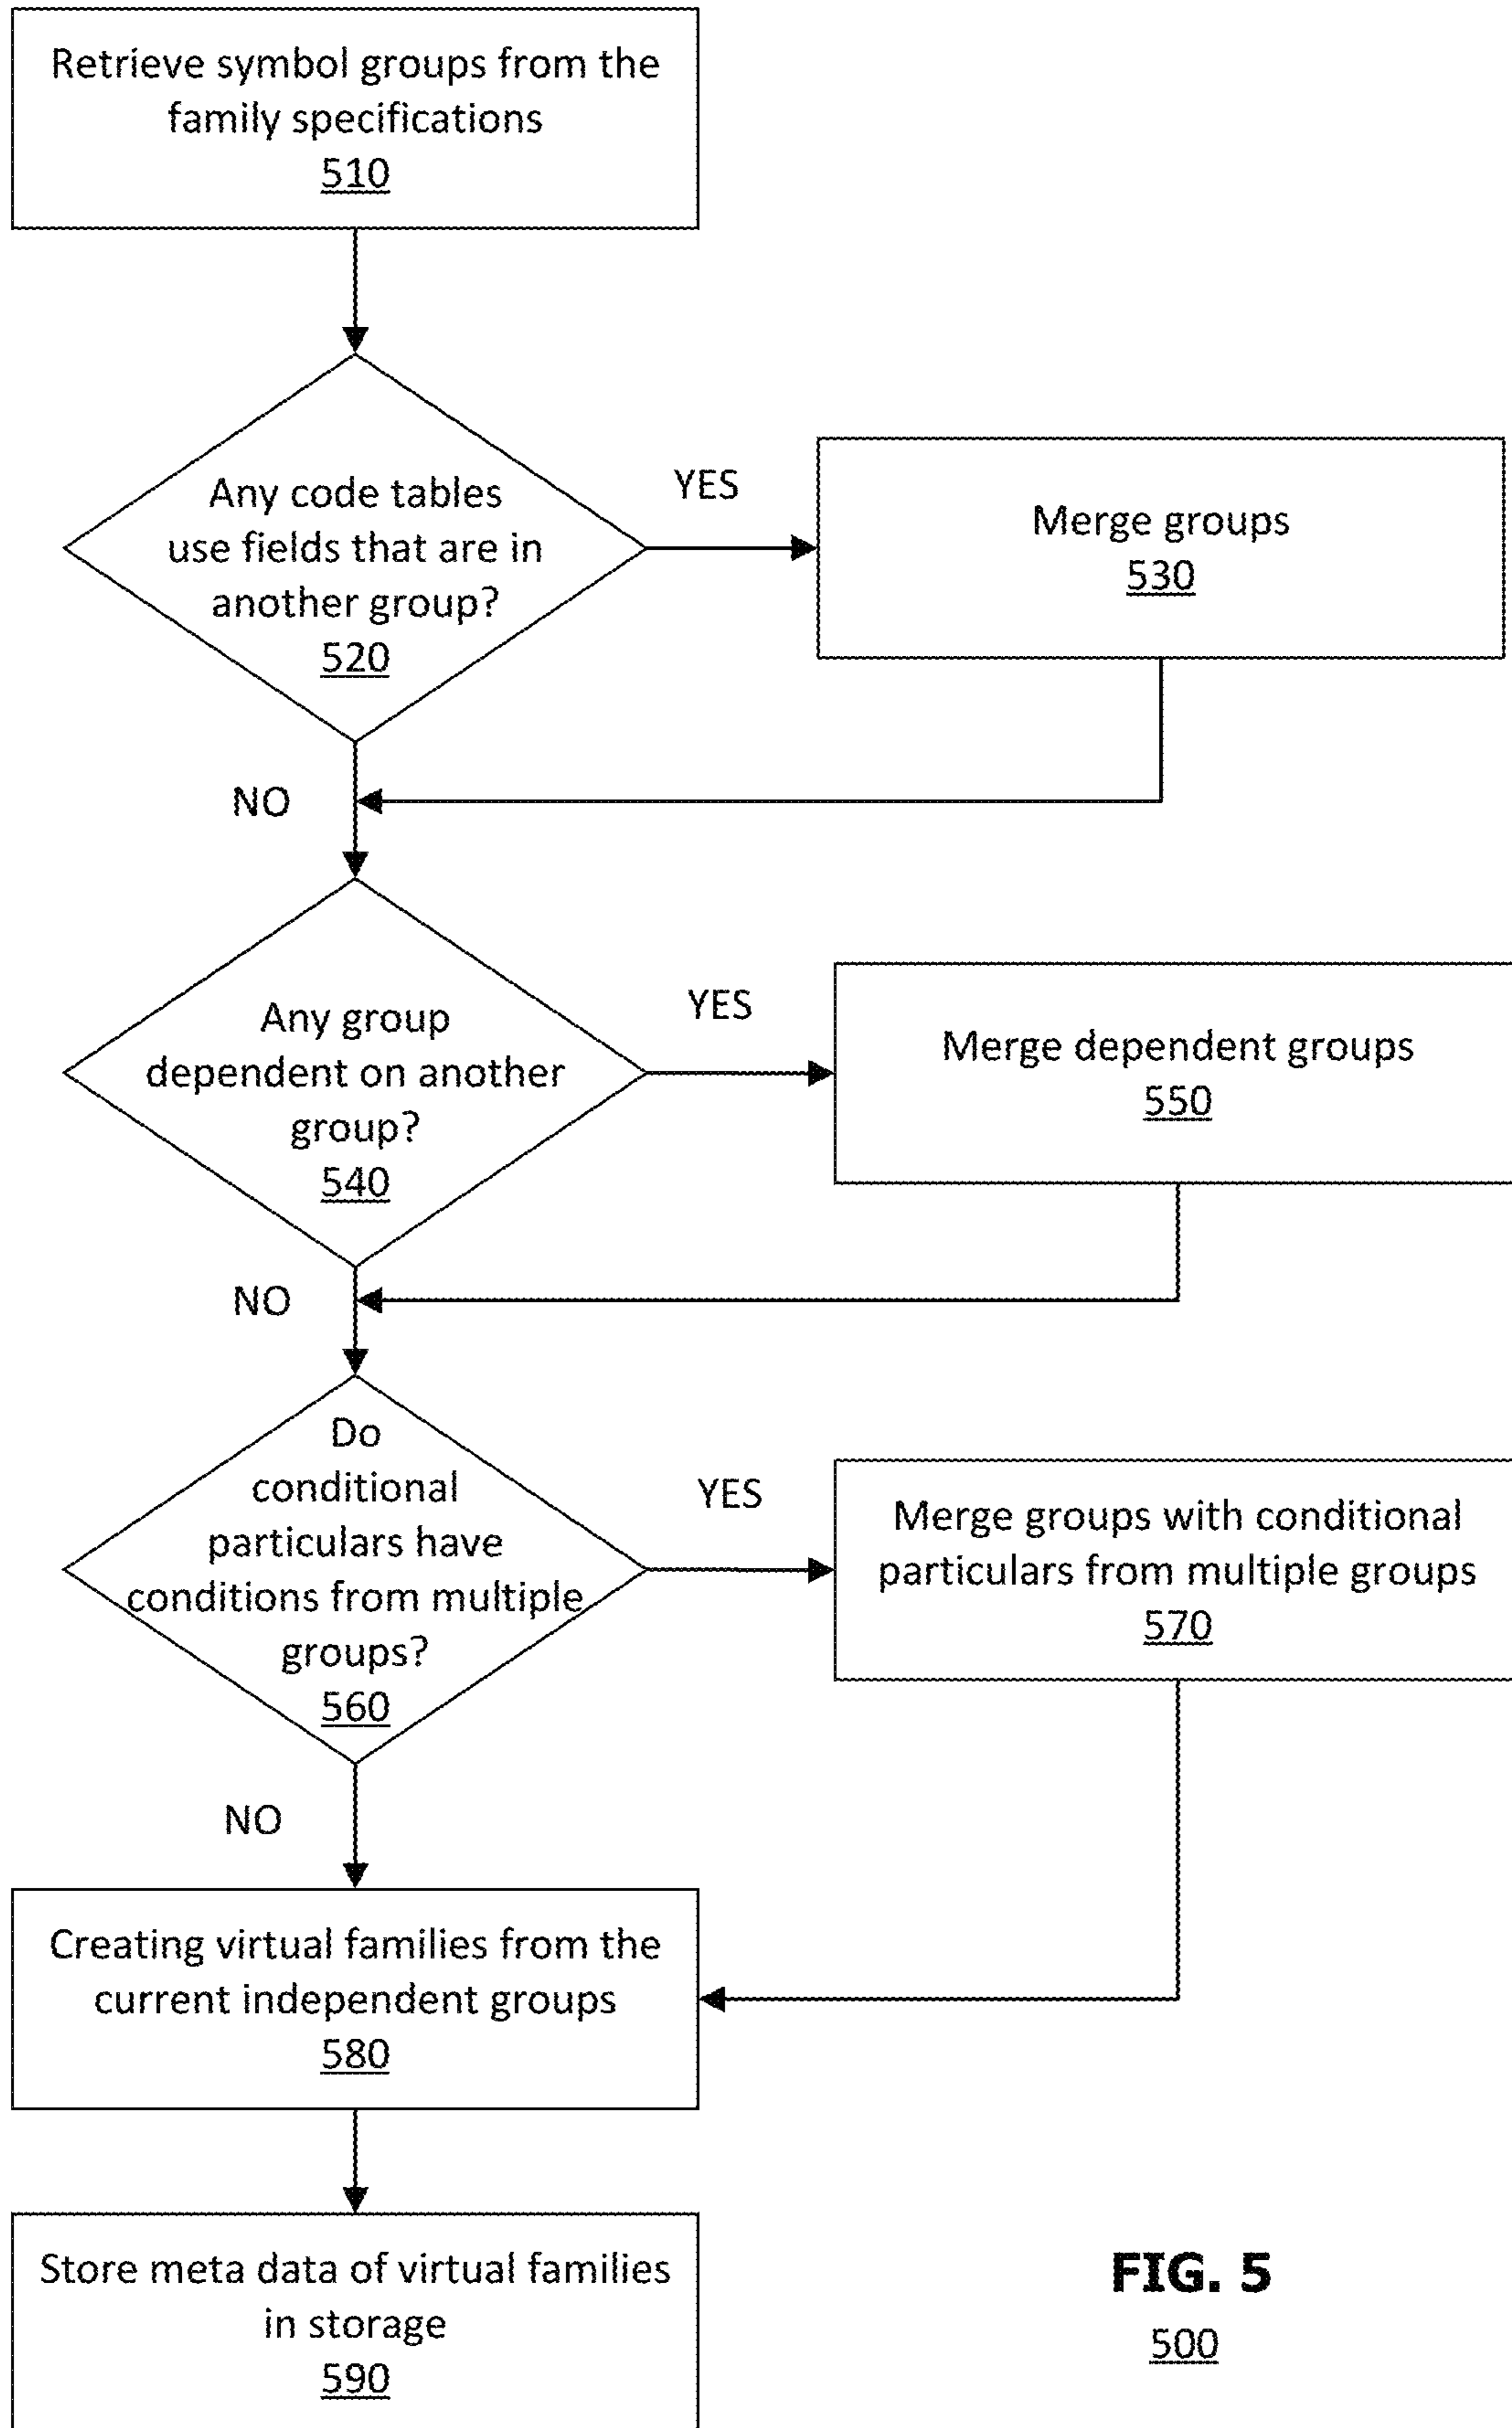 Retrieve symbol groups from the
family specifications
510
Any code tables
use fields that are in
another group?
520
YES
Merge groups
530
NO
Any group
dependent on another
group?
540
YES
Merge dependent groups
550
NO
Do
conditional
particulars have
conditions from multiple
groups?
560
YES
Merge groups with conditional
particulars from multiple groups
570
NO
Creating virtual families from the
current independent groups
580
Store meta data of virtual families
in storage
590
FIG. 5
500